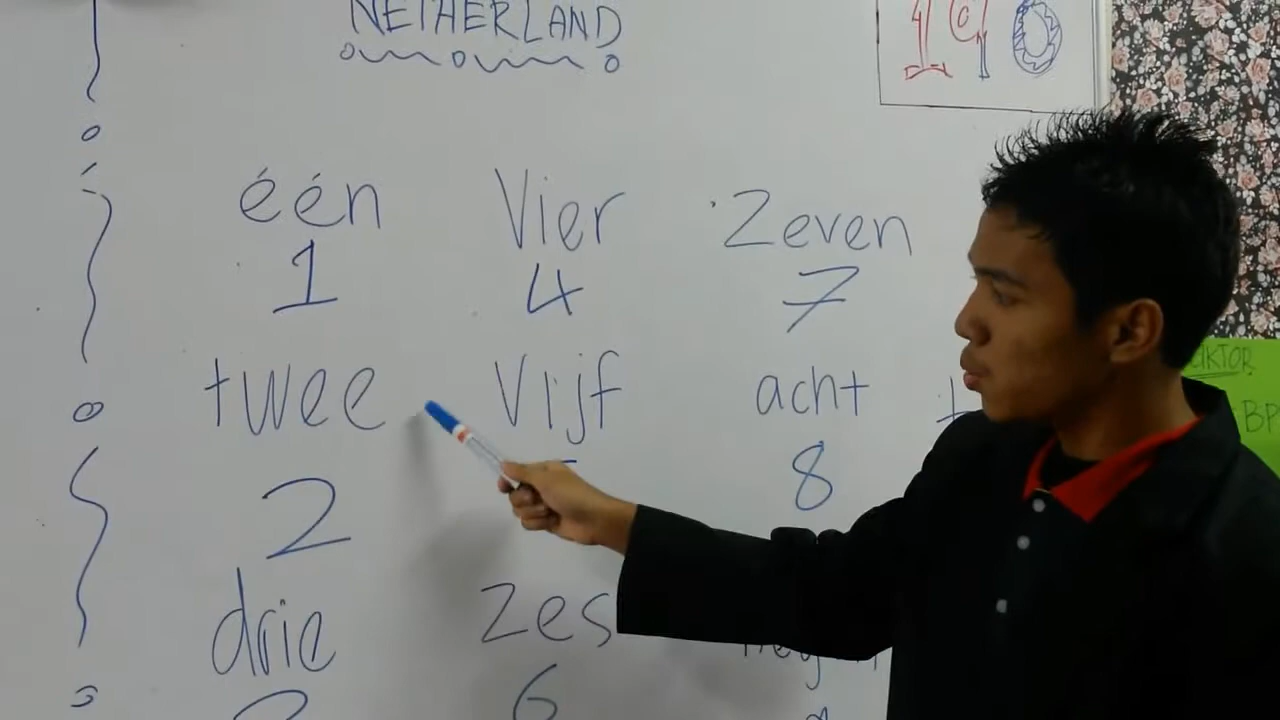 NETHERLAND
één
1
twee
2
drie
Vier
4
Vijf
zes
6
Zeven
7
acht
8